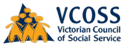 VCOSS
Victorian Council
of Social Service